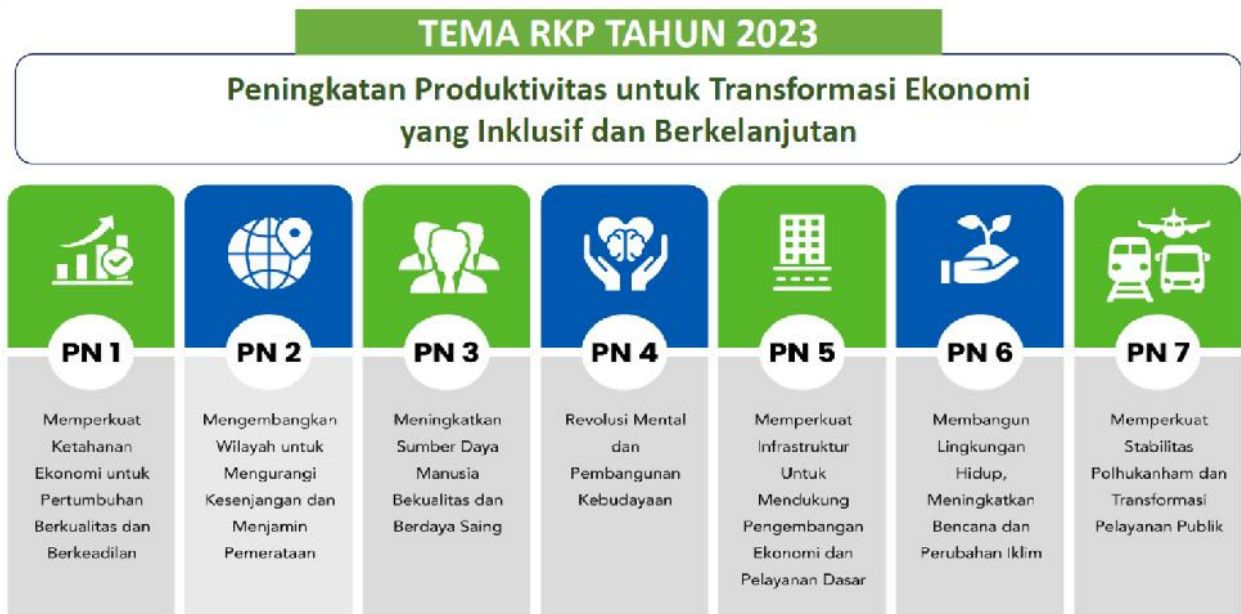 TEMA RKP TAHUN 2023
Peningkatan Produktivitas untuk Transformasi Ekonomi
yang Inklusif dan Berkelanjutan
PN 1
Memperkuat
Ketahanan
Ekonomi untuk
Pertumbuhan
Berkualitas dan
Berkeadilan
PN 2
Mengembangkan
Wilayah untuk
Mengurangi
Kesenjangan dan
Menjamin
Pemerataan
PN 3
Meningkatkan
Sumber Daya
Manusia
Bekualitas dan
Berdaya Saing
PN 4
Revolusi Mental
dan
Pembangunan
Kebudayaan
PN 5
Memperkuat
Infrastruktur
Untuk
Mendukung
Pengembangan
Ekonomi dan
Pelayanan Dasar
PN 6
Membangun
Lingkungan
Hidup,
Meningkatkan
Bencana dan
Perubahan Iklim
PN 7
Memperkuat
Stabilitas
Polhukanham dan
Transformasi
Pelayanan Publik